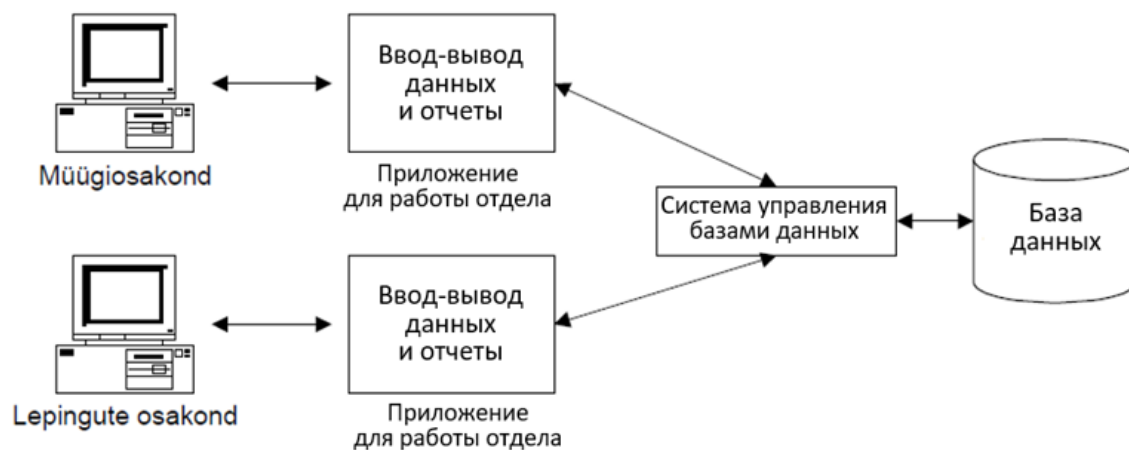 Ввод-вывод
данных
и отчеты
Müügiosakond
Приложение
для работы отдела
Система управления
базами данных
База
данных
Ввод-вывод
данных
и отчеты
Lepingute osakond
Приложение
для работы отдела